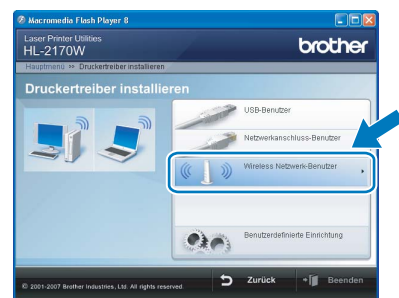 Macromedia Flash Player 8
Laser Printer Utilities
HL-2170W
brother
Hauptmenü >> Druckertreiber installieren
Druckertreiber installieren
USB-Benutzer
Netzwerkanschluss-Benutzer
Wireless Netzwerk-Benutzer
Benutzerdefinierte Einrichtung
© 2001-2007 Brother Industries, Ltd. All rights reserved.
Zurück
Beenden